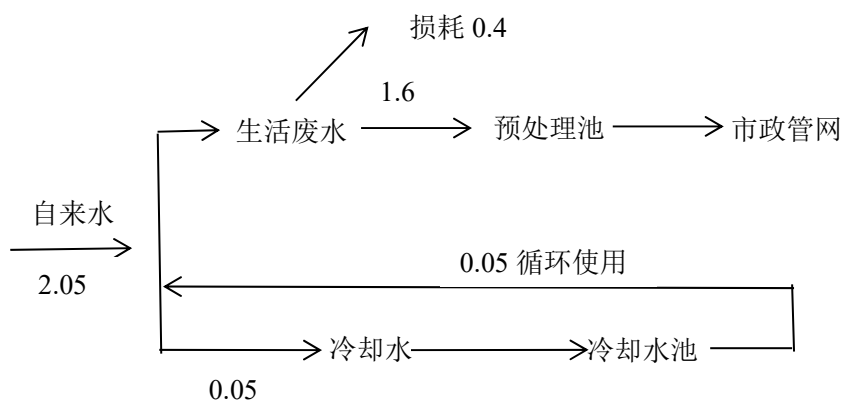 损耗 0.4
1.6
生活废水
预处理池
市政管网
自来水
2.05
0.05 循环使用
冷却水
冷却水池
0.05